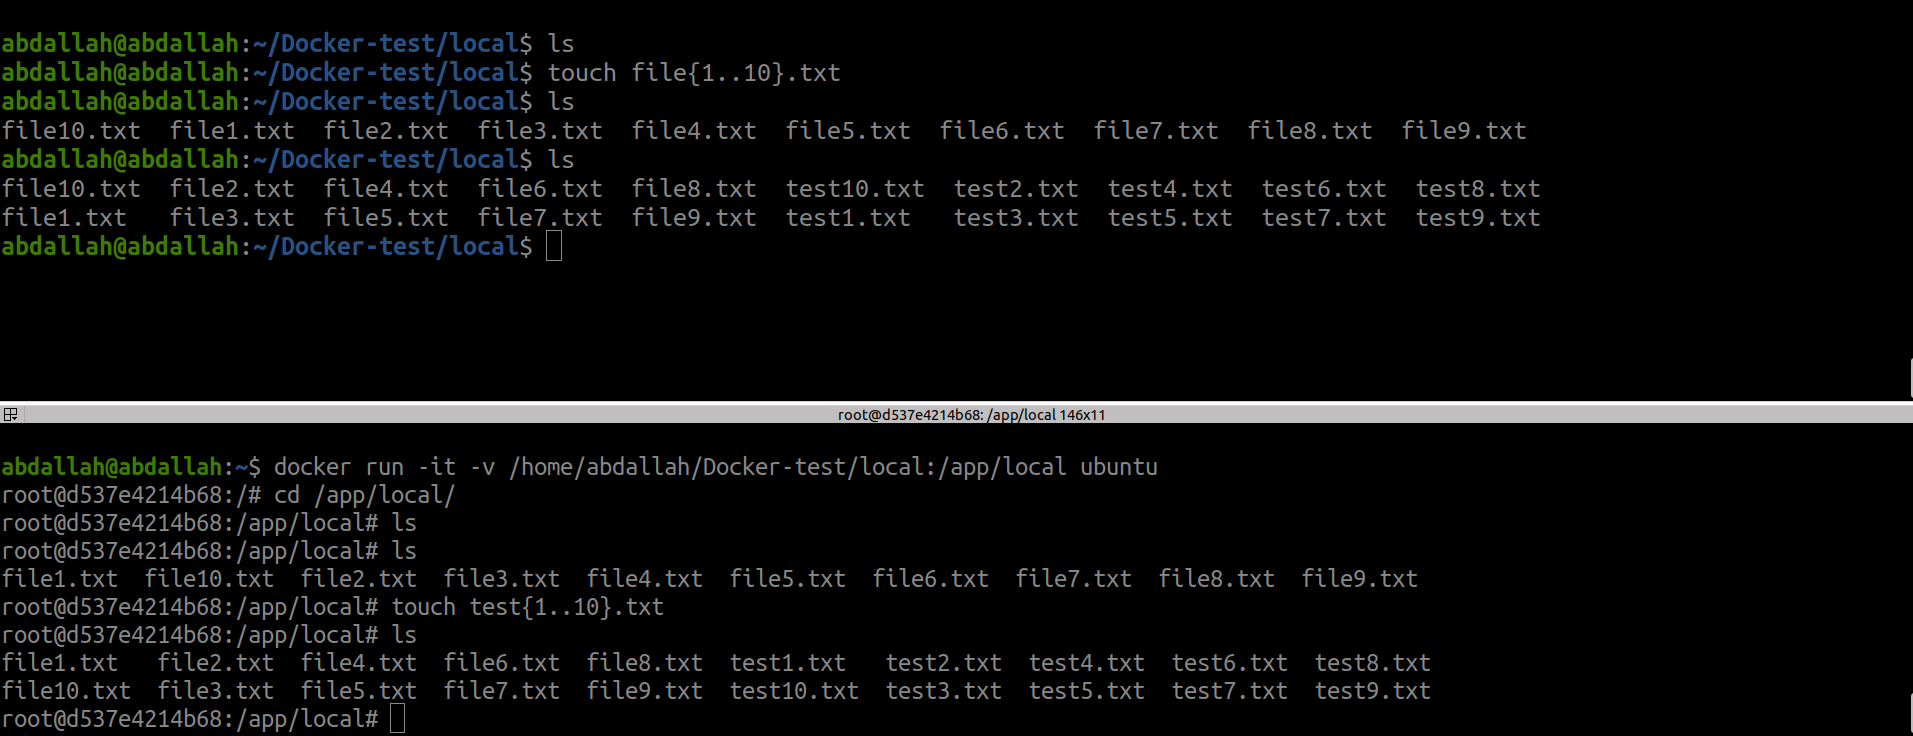 abdallah@abdallah:~/Docker-test/local$ ls
abdallah@abdallah:~/Docker-test/local$ touch file{1..10}.txt
abdallah@abdallah:~/Docker-test/local$ ls
file10.txt  file1.txt  file2.txt  file3.txt  file4.txt  file5.txt  file6.txt  file7.txt  file8.txt  file9.txt
abdallah@abdallah:~/Docker-test/local$ ls
file10.txt  file2.txt  file4.txt  file6.txt  file8.txt  test10.txt  test2.txt  test4.txt  test6.txt  test8.txt
file1.txt   file3.txt  file5.txt  file7.txt  file9.txt  test1.txt   test3.txt  test5.txt  test7.txt  test9.txt
abdallah@abdallah:~/Docker-test/local$
root@d537e4214b68: /app/local 146x11
abdallah@abdallah:~$ docker run -it -v /home/abdallah/Docker-test/local:/app/local ubuntu
root@d537e4214b68:/# cd /app/local/
root@d537e4214b68:/app/local# ls
root@d537e4214b68:/app/local# ls
file1.txt  file10.txt  file2.txt  file3.txt  file4.txt  file5.txt  file6.txt  file7.txt  file8.txt  file9.txt
root@d537e4214b68:/app/local# touch test{1..10}.txt
root@d537e4214b68:/app/local# ls
file1.txt   file2.txt  file4.txt  file6.txt  file8.txt  test1.txt   test2.txt  test4.txt  test6.txt  test8.txt
file10.txt  file3.txt  file5.txt  file7.txt  file9.txt  test10.txt  test3.txt  test5.txt  test7.txt  test9.txt
root@d537e4214b68:/app/local#